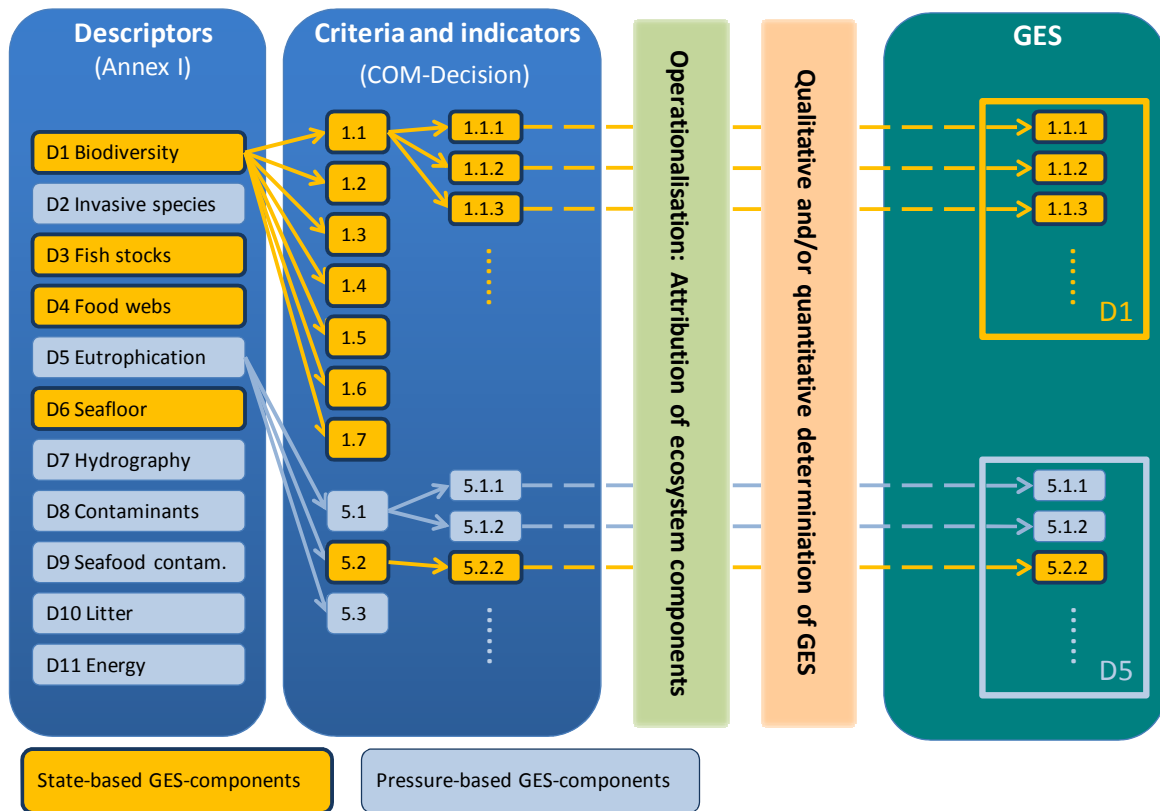 Descriptors
(Annex I)
D1 Biodiversity
D2 Invasive species
D3 Fish stocks
D4 Food webs
D5 Eutrophication
D6 Seafloor
D7 Hydrography
D8 Contaminants
D9 Seafood contam.
D10 Litter
D11 Energy
Criteria and indicators
(COM-Decision)
1.1
1.2
1.3
1.4
1.5
1.6
1.7
5.1
5.2
5.3
1.1.1
1.1.2
1.1.3
5.1.1
5.1.2
5.2.2
Operationalisation: Attribution of ecosystem components
Qualitative and/or quantitative determiniation of GES
GES
1.1.1
1.1.2
1.1.3
D1
5.1.1
5.1.2
5.2.2
D5
State-based GES-components
Pressure-based GES-components